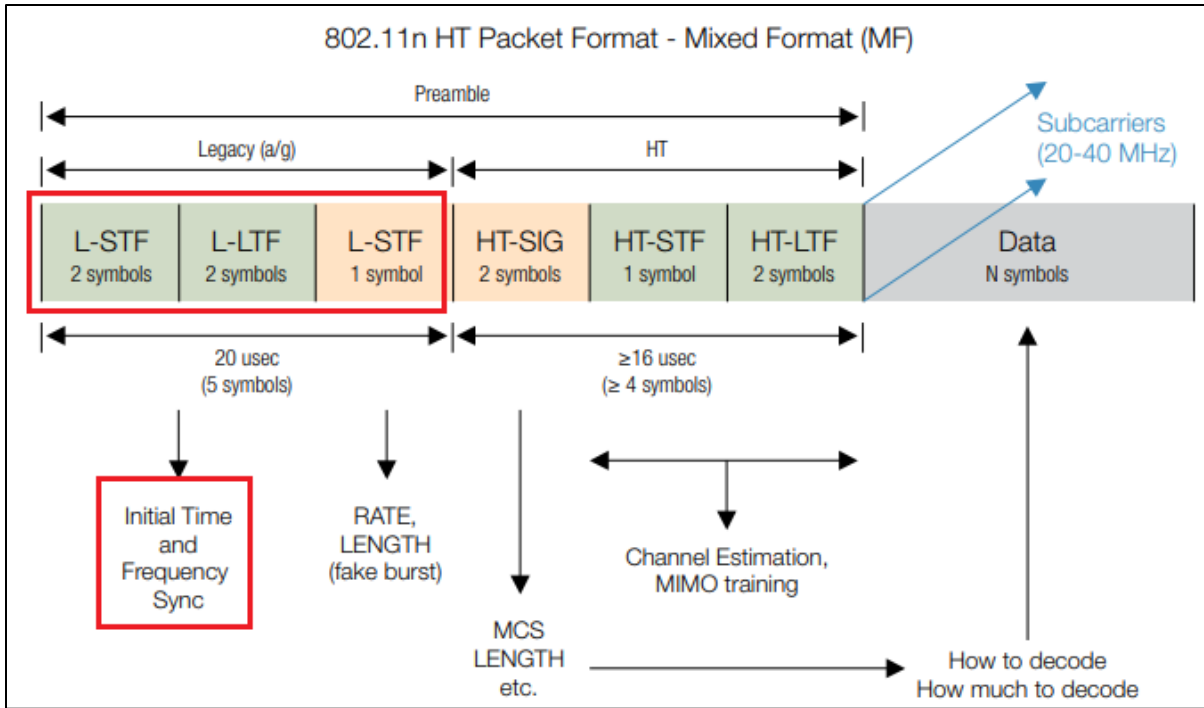 802.11n HT Packet Format - Mixed Format (MF)
Preamble
Legacy (a/g)
HT
Subcarriers
(20-40 MHz)
L-STF
2 symbols
L-LTF
2 symbols
L-STF
1 symbol
HT-SIG
2 symbols
HT-STF
1 symbol
HT-LTF
2 symbols
Data
N symbols
20 usec
(5 symbols)
≥16 usec
(≥ 4 symbols)
Initial Time
and
Frequency
Sync
RATE,
LENGTH
(fake burst)
MCS
LENGTH
etc.
Channel Estimation,
MIMO training
How to decode
How much to decode